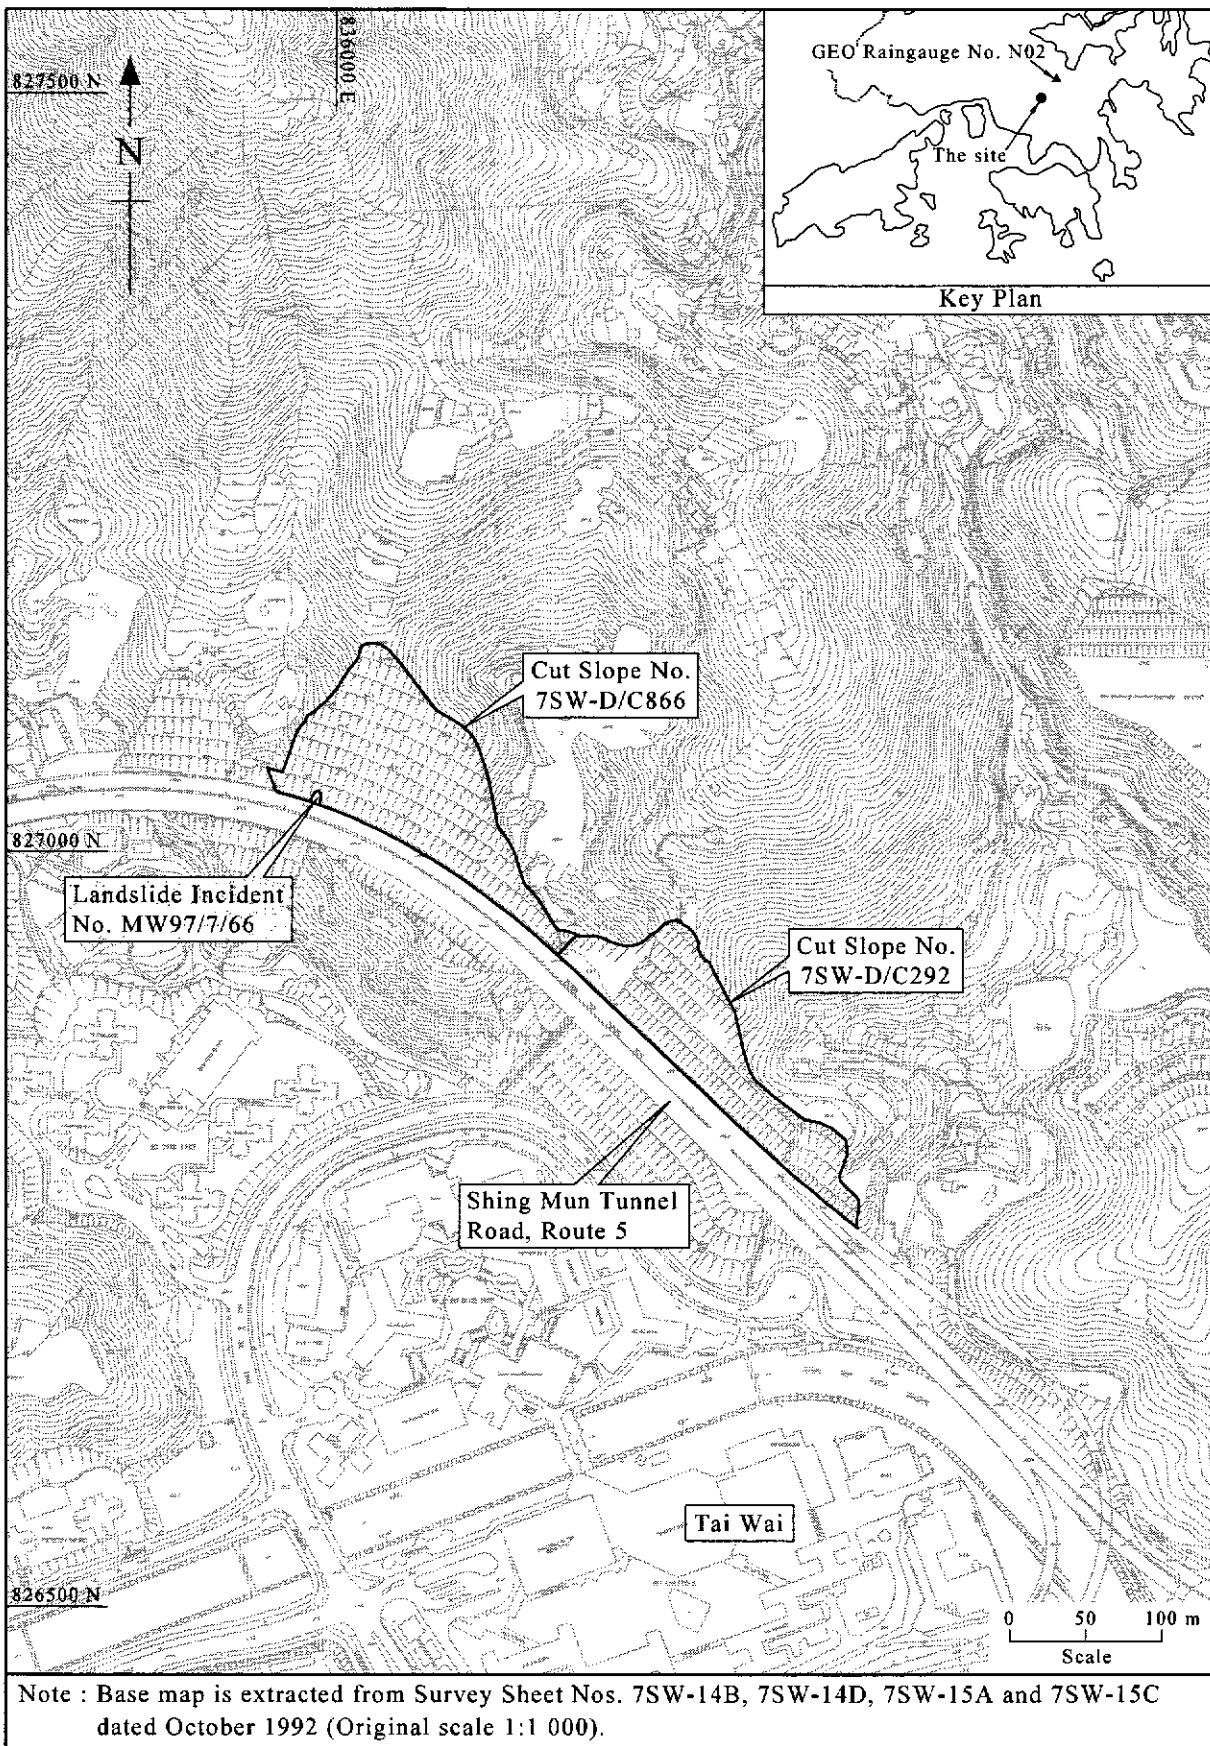 836000 E
827500 N
N
GEO Raingauge No. N02
The site
Key Plan
Cut Slope No.
7SW-D/C866
827000 N
Landslide Incident
No. MW97/7/66
Cut Slope No.
7SW-D/C292
Shing Mun Tunnel
Road, Route 5
Tai Wai
826500 N
0 50 100 m
Scale
Note : Base map is extracted from Survey Sheet Nos. 7SW-14B, 7SW-14D, 7SW-15A and 7SW-15C
dated October 1992 (Original scale 1:1 000).